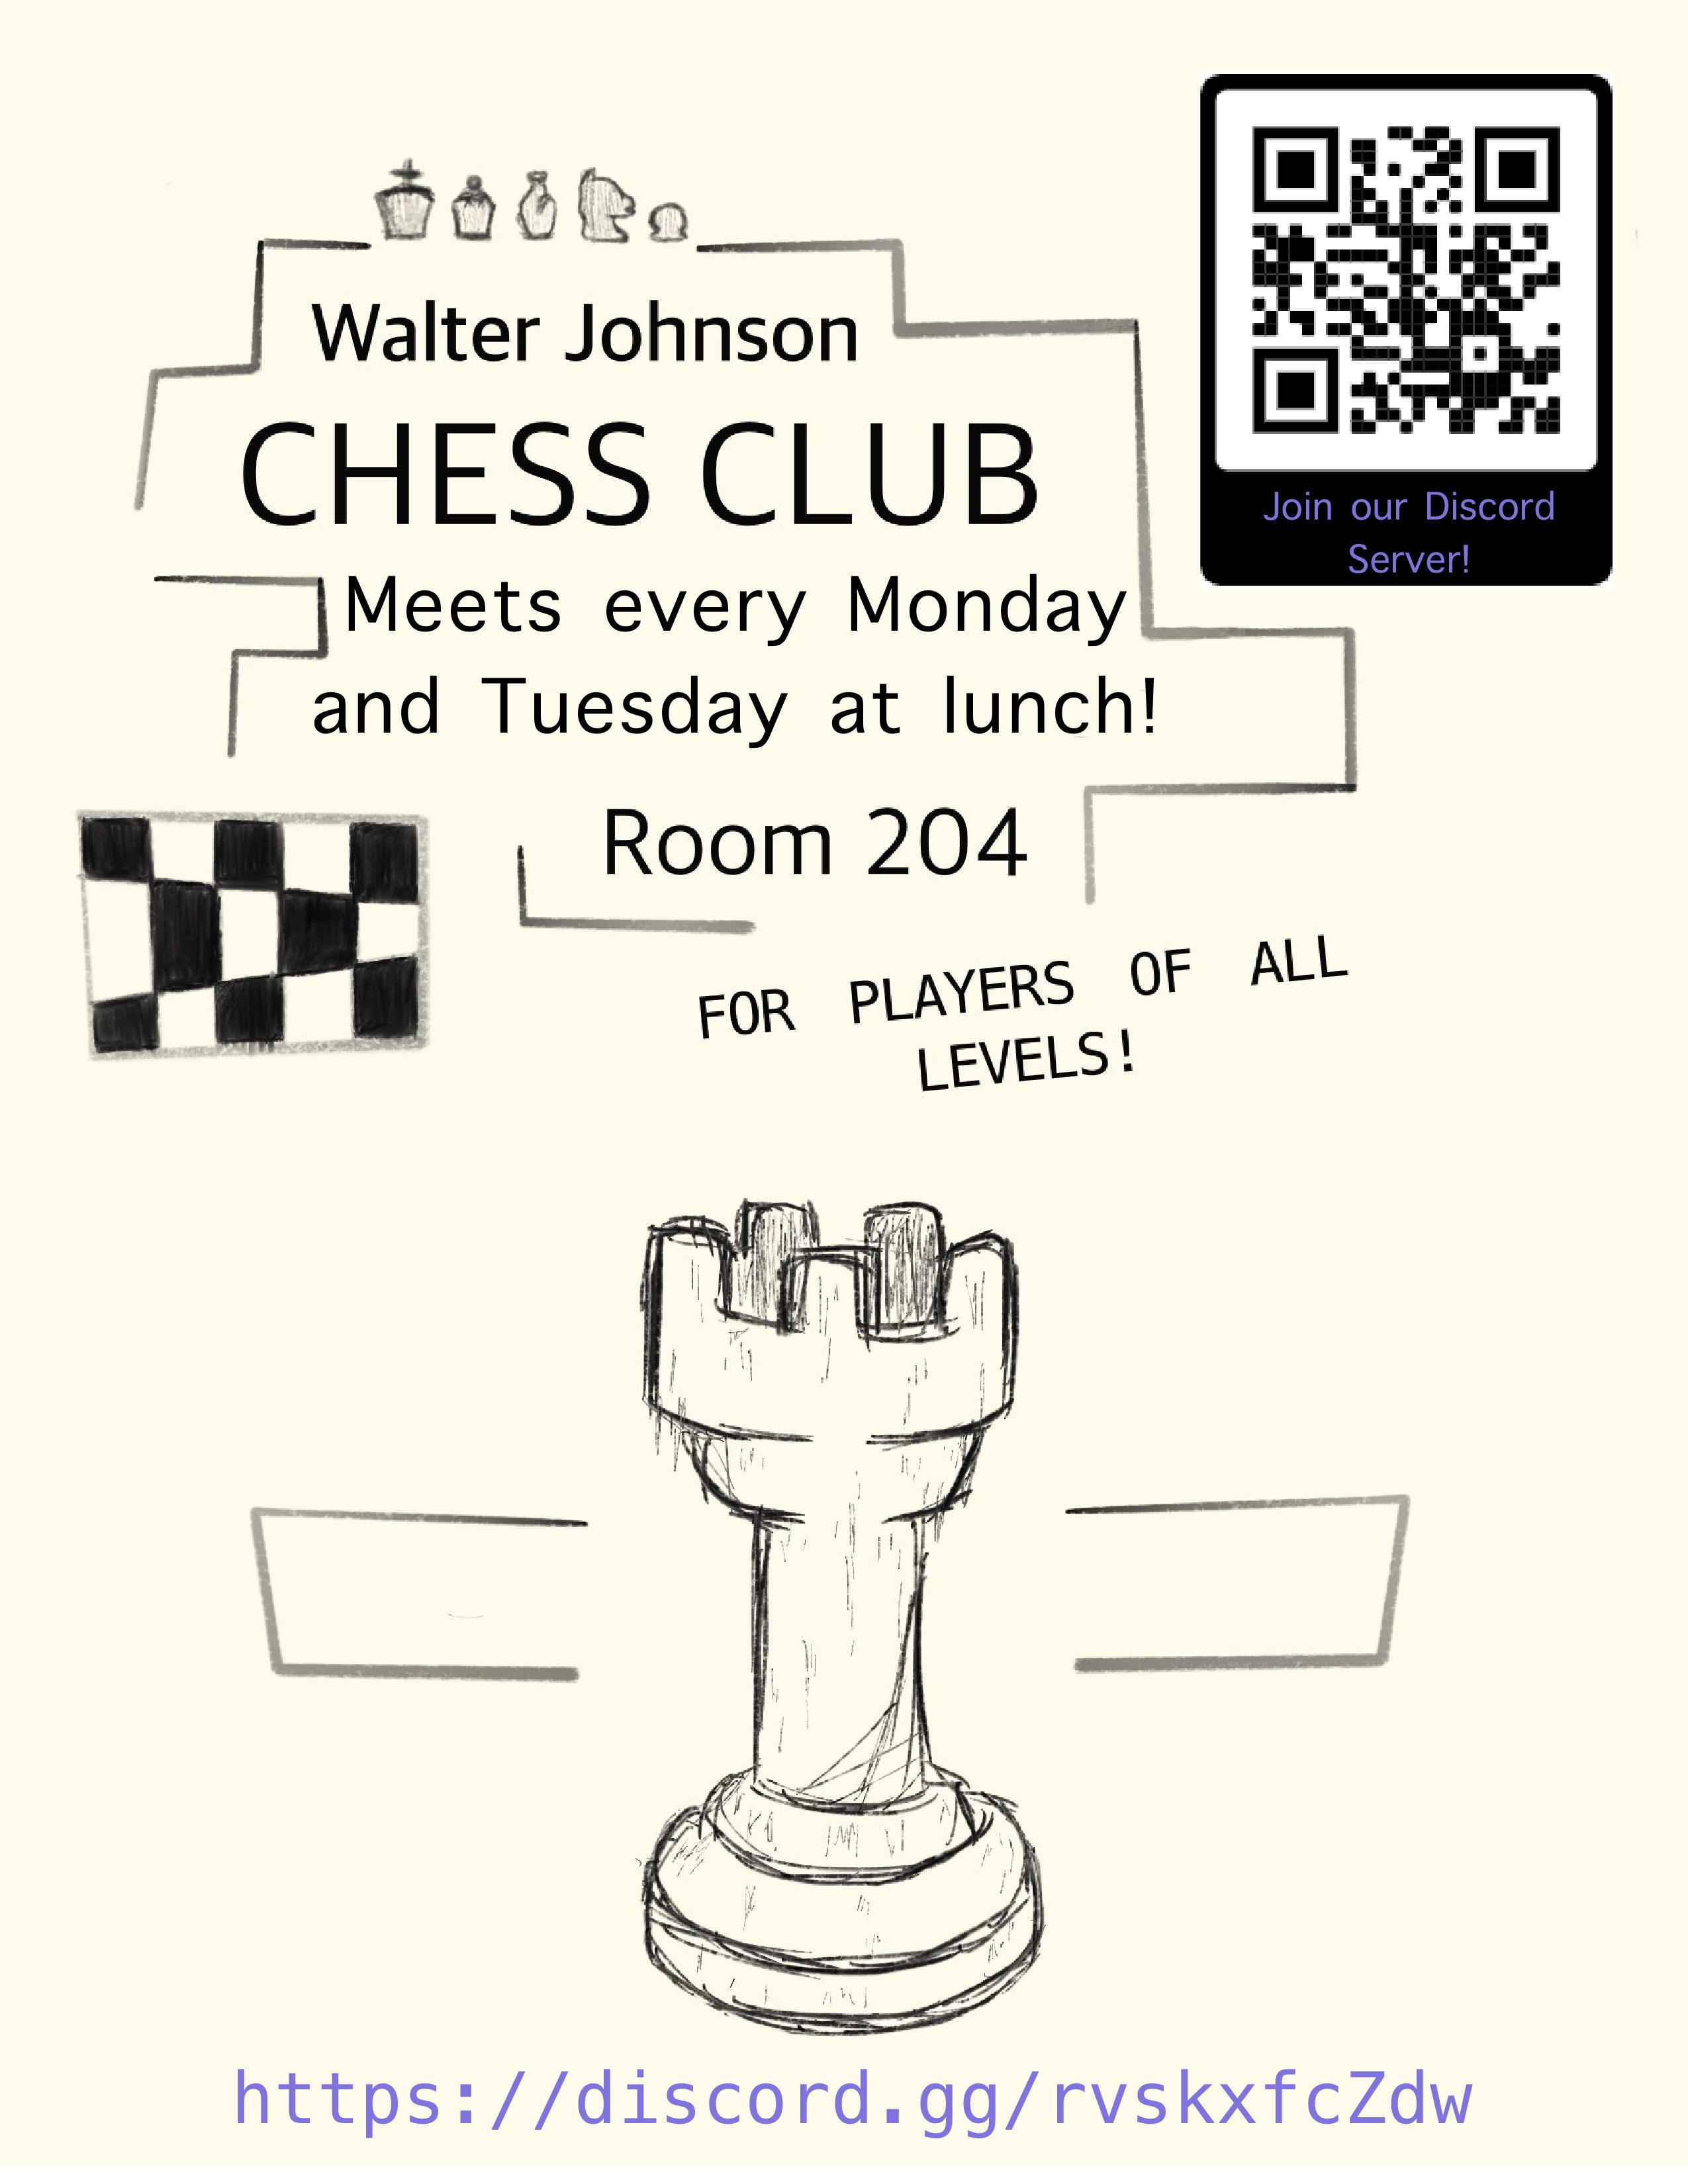 Walter Johnson
CHESS CLUB
Meets every Monday
and Tuesday at lunch!
Room 204
Join our Discord
Server!
FOR PLAYERS OF ALL
LEVELS!
https://discord.gg/rvskxfcZdw